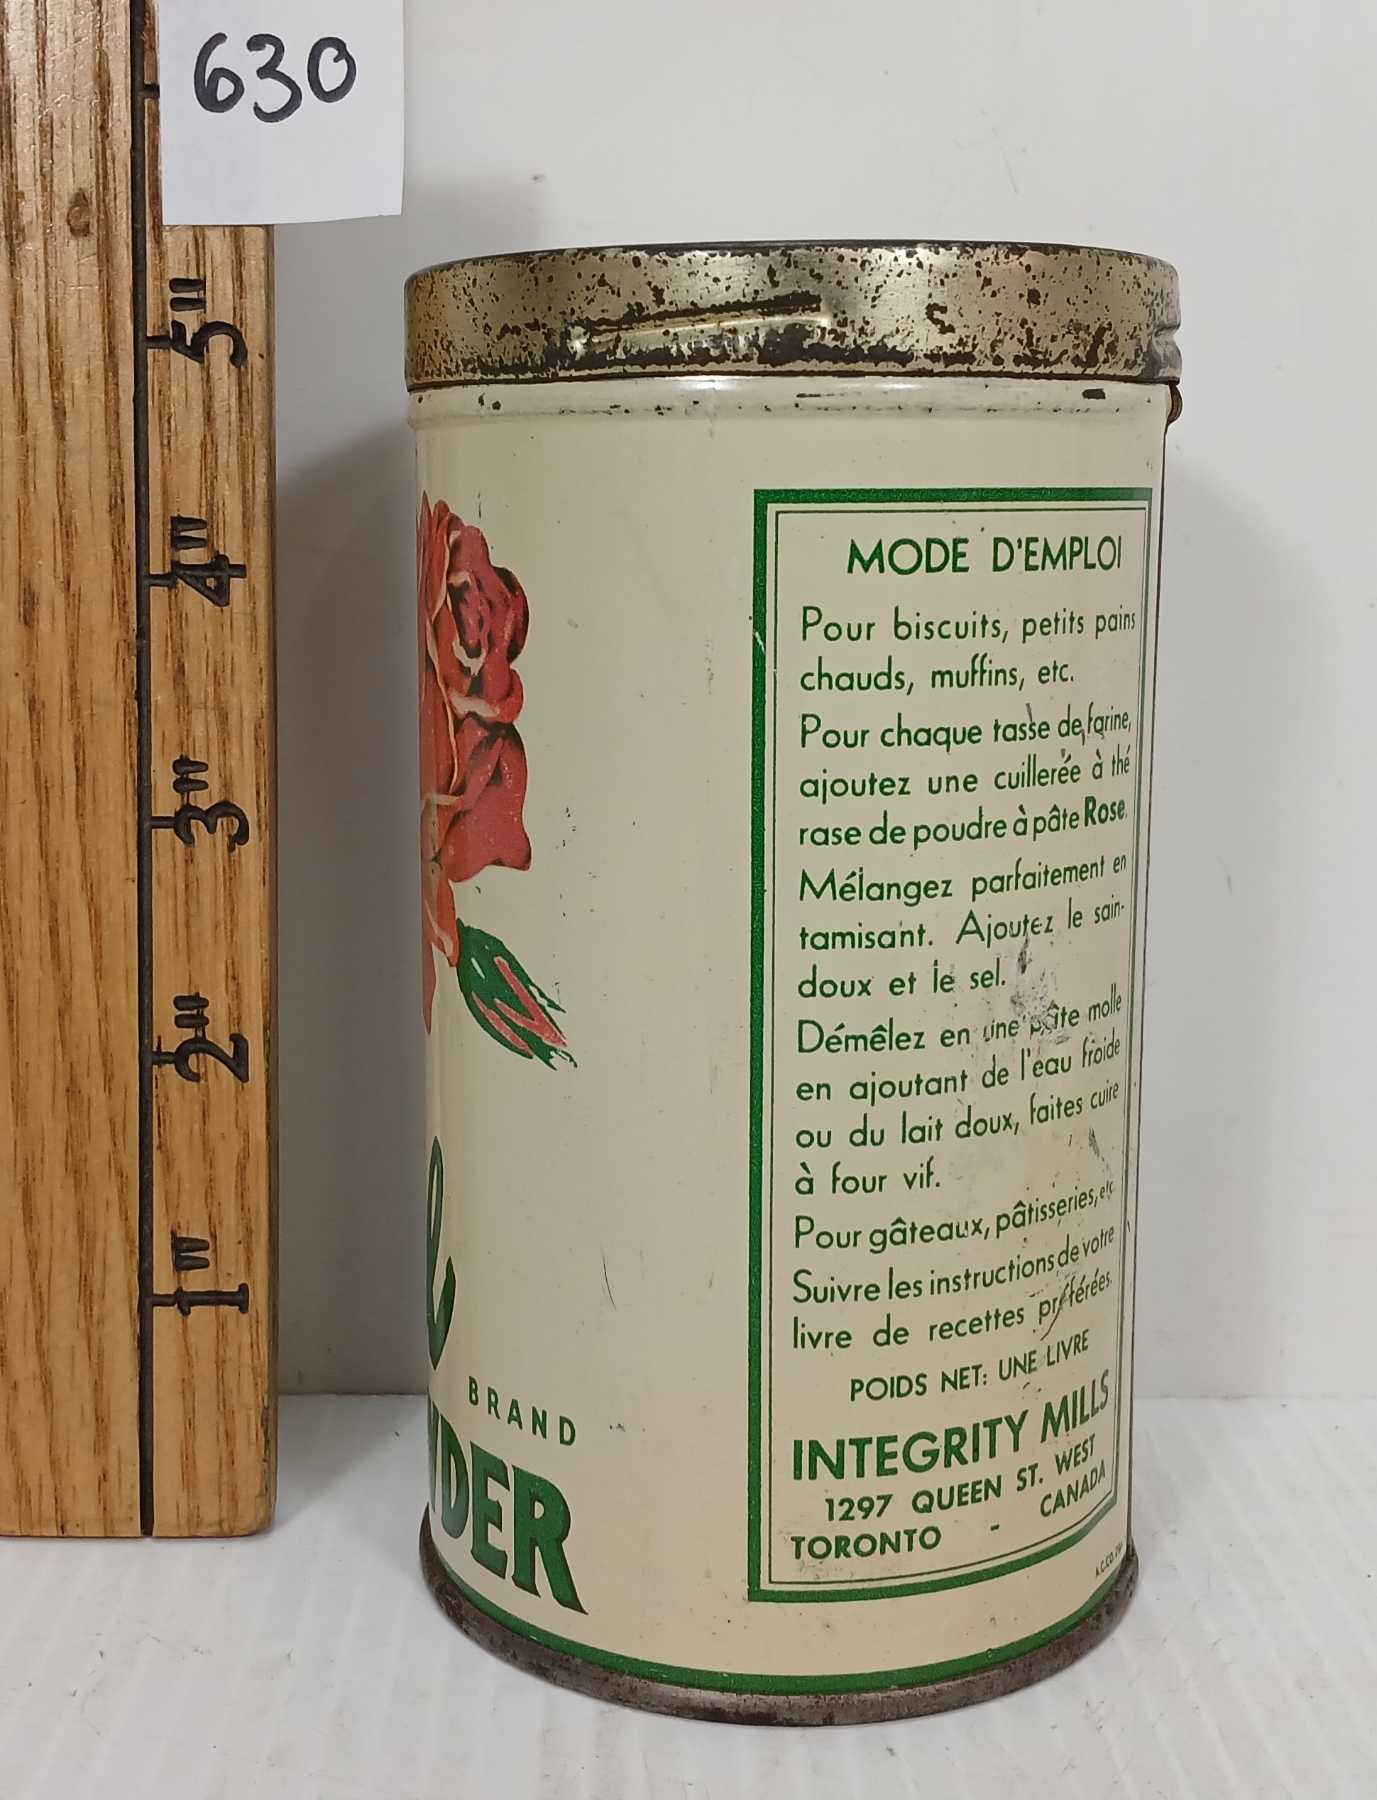 630
5"
4"
3"
2"
1"
BRAND
DER
MODE D'EMPLOI
Pour biscuits, petits pains
chauds, muffins, etc.
Pour chaque tasse de farine,
ajoutez une cuillerée à thé
rase de poudre à pâte Rose.
Mélangez parfaitement en
tamisant. Ajoutez le sain-
doux et le sel.
Démêlez en une pâte molle
en ajoutant de l'eau froide
ou du lait doux, faites cuire
à four vif.
Pour gâteaux, pâtisseries, etc.
Suivre les instructions de votre
livre de recettes préférées.
POIDS NET: UNE LIVRE
INTEGRITY MILLS
1297 QUEEN ST. WEST
TORONTO - CANADA